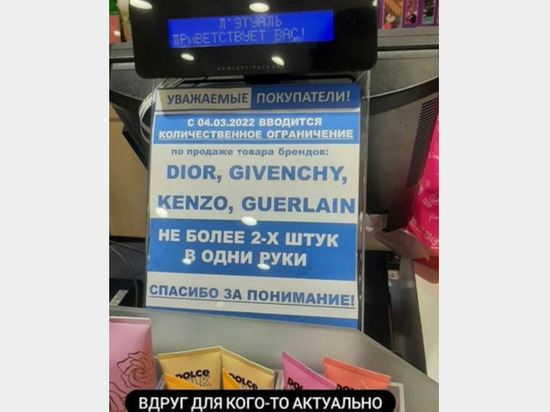 Л'ЭТУАЛЬ
ПРиВЕТСТВУЕТ ВАС!
УВАЖАЕМЫЕ ПОКУПАТЕЛИ!
С 04.03.2022 ВВОДИТСЯ
КОЛИЧЕСТВЕННОЕ ОГРАНИЧЕНИЕ
по продаже товара брендов:
DIOR, GIVENCHY,
KENZO, GUERLAIN
НЕ БОЛЕЕ 2-Х ШТУК
В ОДНИ РУКИ
СПАСИБО ЗА ПОНИМАНИЕ!
DOLCE
DOLCE
ВДРУГ ДЛЯ КОГО-ТО АКТУАЛЬНО